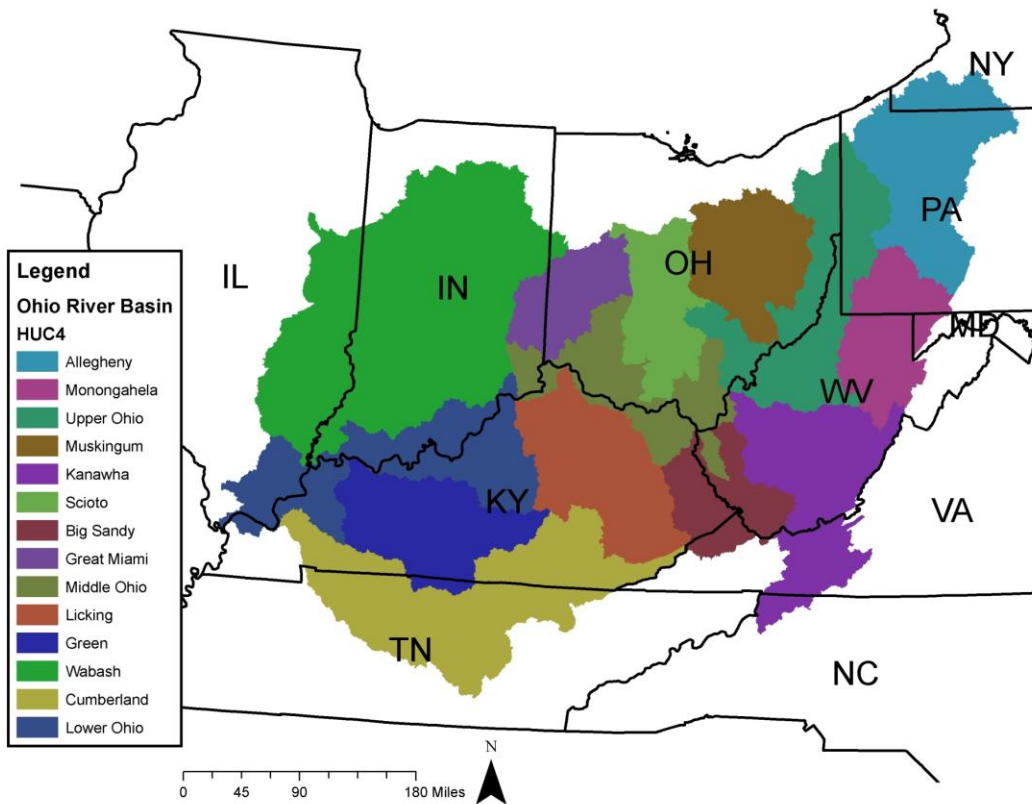 NY
PA
OH
IL
IN
MD
WV
KY
VA
TN
NC
Legend
Ohio River Basin
HUC4
Allegheny
Monongahela
Upper Ohio
Muskingum
Kanawha
Scioto
Big Sandy
Great Miami
Middle Ohio
Licking
Green
Wabash
Cumberland
Lower Ohio
N
0 45 90 180 Miles